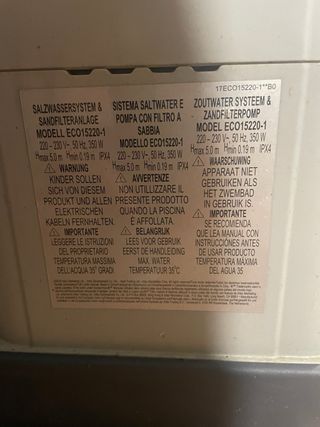 17ECO15220-1**B0
SALZWASSERSYSTEM &
SANDFILTERANLAGE
MODELL ECO15220-1
220 – 230 V~, 50 Hz, 350 W
Hmax 5.0 m Hmin 0.19 m IPX4
⚠ WARNUNG
KINDER SOLLEN
SICH VON DIESEM
PRODUKT UND ALLEN
ELEKTRISCHEN
KABELN FERNHALTEN.
⚠ IMPORTANTE
LEGGERE LE ISTRUZIONI
DEL PROPRIETARIO
TEMPERATURA MASSIMA
DELL'ACQUA 35° GRADI
SISTEMA SALTWATER E
POMPA CON FILTRO A
SABBIA
MODELLO ECO15220-1
220 – 230 V~, 50 Hz, 350 W
Hmax 5.0 m Hmin 0.19 m IPX4
⚠ AVVERTENZE
NON UTILIZZARE IL
PRESENTE PRODOTTO
QUANDO LA PISCINA
È AFFOLLATA.
⚠ BELANGRIJK
LEES VOOR GEBRUIK
EERST DE HANDLEIDING
MAX. WATER
TEMPERATUUR 35°C
ZOUTWATER SYSTEEM &
ZANDFILTERPOMP
MODEL ECO15220-1
220 – 230 V~, 50 Hz, 350 W
Hmax 5.0 m Hmin 0.19 m IPX4
⚠ WAARSCHUWING
APPARAAT NIET
GEBRUIKEN ALS
HET ZWEMBAD
IN GEBRUIK IS.
⚠ IMPORTANTE
SE RECOMIENDA
QUE LEA MANUAL CON
INSTRUCCIÓNES ANTES
DE USAR PRODUCTO
TEMPERATURA MÁXIMA
DEL AGUA 35